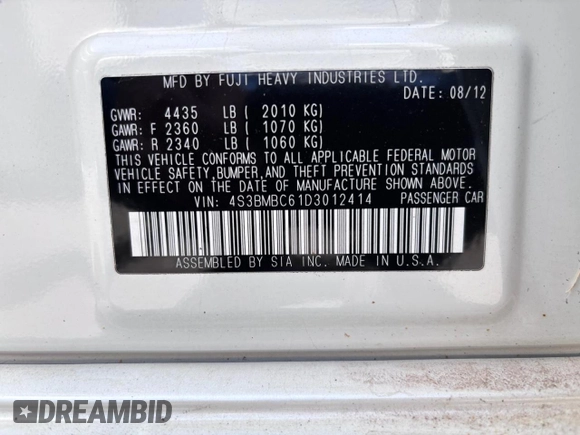 MFD BY FUJI HEAVY INDUSTRIES LTD.
DATE: 08/12
GVWR: 4435 LB ( 2010 KG)
GAWR: F 2360 LB ( 1070 KG)
GAWR: R 2340 LB ( 1060 KG)
THIS VEHICLE CONFORMS TO ALL APPLICABLE FEDERAL MOTOR
VEHICLE SAFETY,BUMPER,AND THEFT PREVENTION STANDARDS
IN EFFECT ON THE DATE OF MANUFACTURE SHOWN ABOVE.
VIN: 4S3BMBC61D3012414 PASSENGER CAR
ASSEMBLED BY SIA INC. MADE IN U.S.A.
DREAMBID